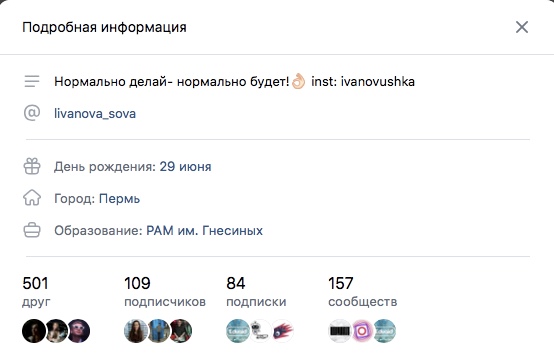 Подробная информация
Нормально делай- нормально будет!👌🏻 inst: ivanovushka
livanova_sova
День рождения: 29 июня
Город: Пермь
Образование: РАМ им. Гнесиных
501 109 84 157
друг подписчиков подписки сообществ